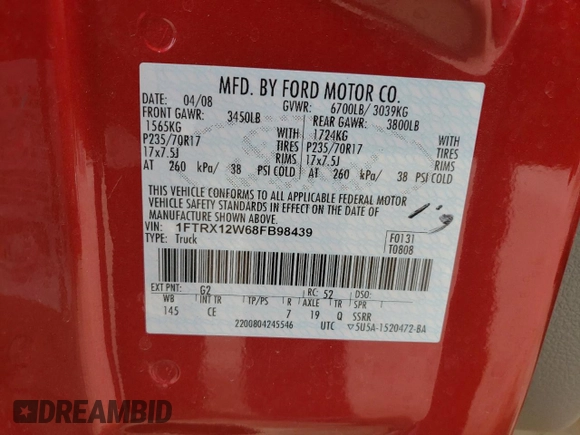 MFD. BY FORD MOTOR CO.
DATE: 04/08 GVWR: 6700LB/ 3039KG
FRONT GAWR: 3450LB REAR GAWR: 3800LB
1565KG WITH 1724KG WITH
P235/70R17 TIRES P235/70R17 TIRES
17x7.5J RIMS 17x7.5J RIMS
AT 260 kPa/ 38 PSI COLD AT 260 kPa/ 38 PSI COLD
THIS VEHICLE CONFORMS TO ALL APPLICABLE FEDERAL MOTOR
VEHICLE SAFETY STANDARDS IN EFFECT ON THE DATE OF
MANUFACTURE SHOWN ABOVE.
VIN: 1FTRX12W68FB98439
TYPE: Truck
F0131
T0808
EXT PNT: G2 RC: 52 DSO:
WB INT TR TP/PS R AXLE TR SPR
145 CE 7 19 Q SSRR
2200804245546 UTC ▽5U5A-1520472-BA
DREAMBID